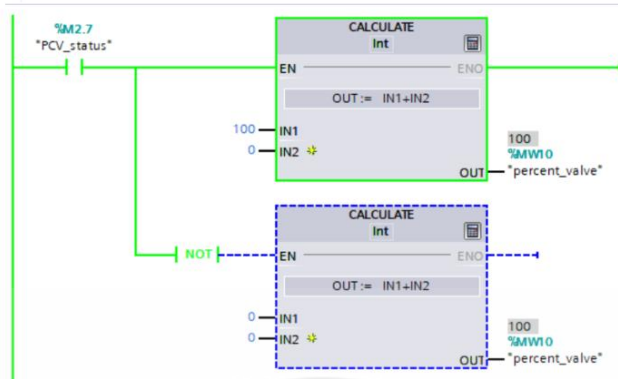 %M2.7
"PCV_status"
CALCULATE
Int
EN
ENO
OUT := IN1+IN2
100
IN1
0
IN2
100
%MW10
OUT
"percent_valve"
CALCULATE
Int
NOT
EN
ENO
OUT := IN1+IN2
0
IN1
0
IN2
100
%MW10
OUT
"percent_valve"